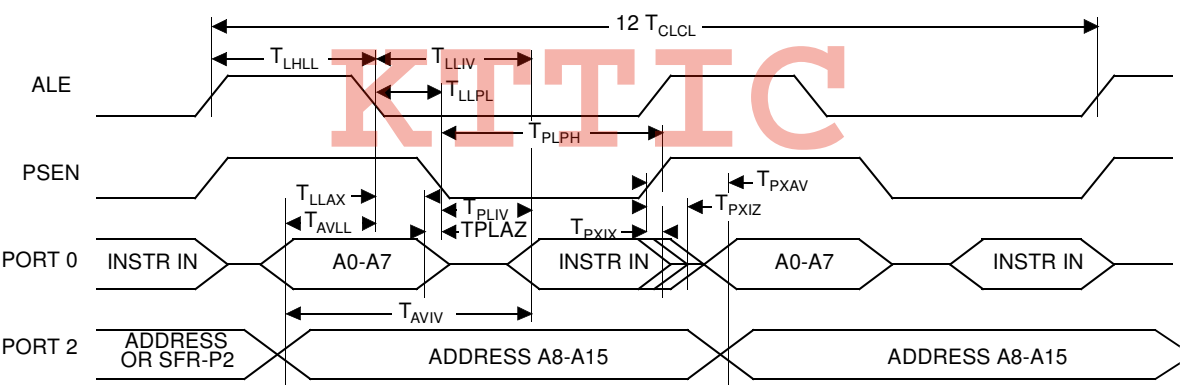 12 TCLCL
TLHLL TLLIV
ALE
TLLPL
KTTIC
TPLPH
PSEN
TLLAX TPXAV
TPLIV TPXIZ
TAVLL TPLAZ TPXIX
PORT 0 INSTR IN A0-A7 INSTR IN A0-A7 INSTR IN
TAVIV
PORT 2 ADDRESS
OR SFR-P2 ADDRESS A8-A15 ADDRESS A8-A15